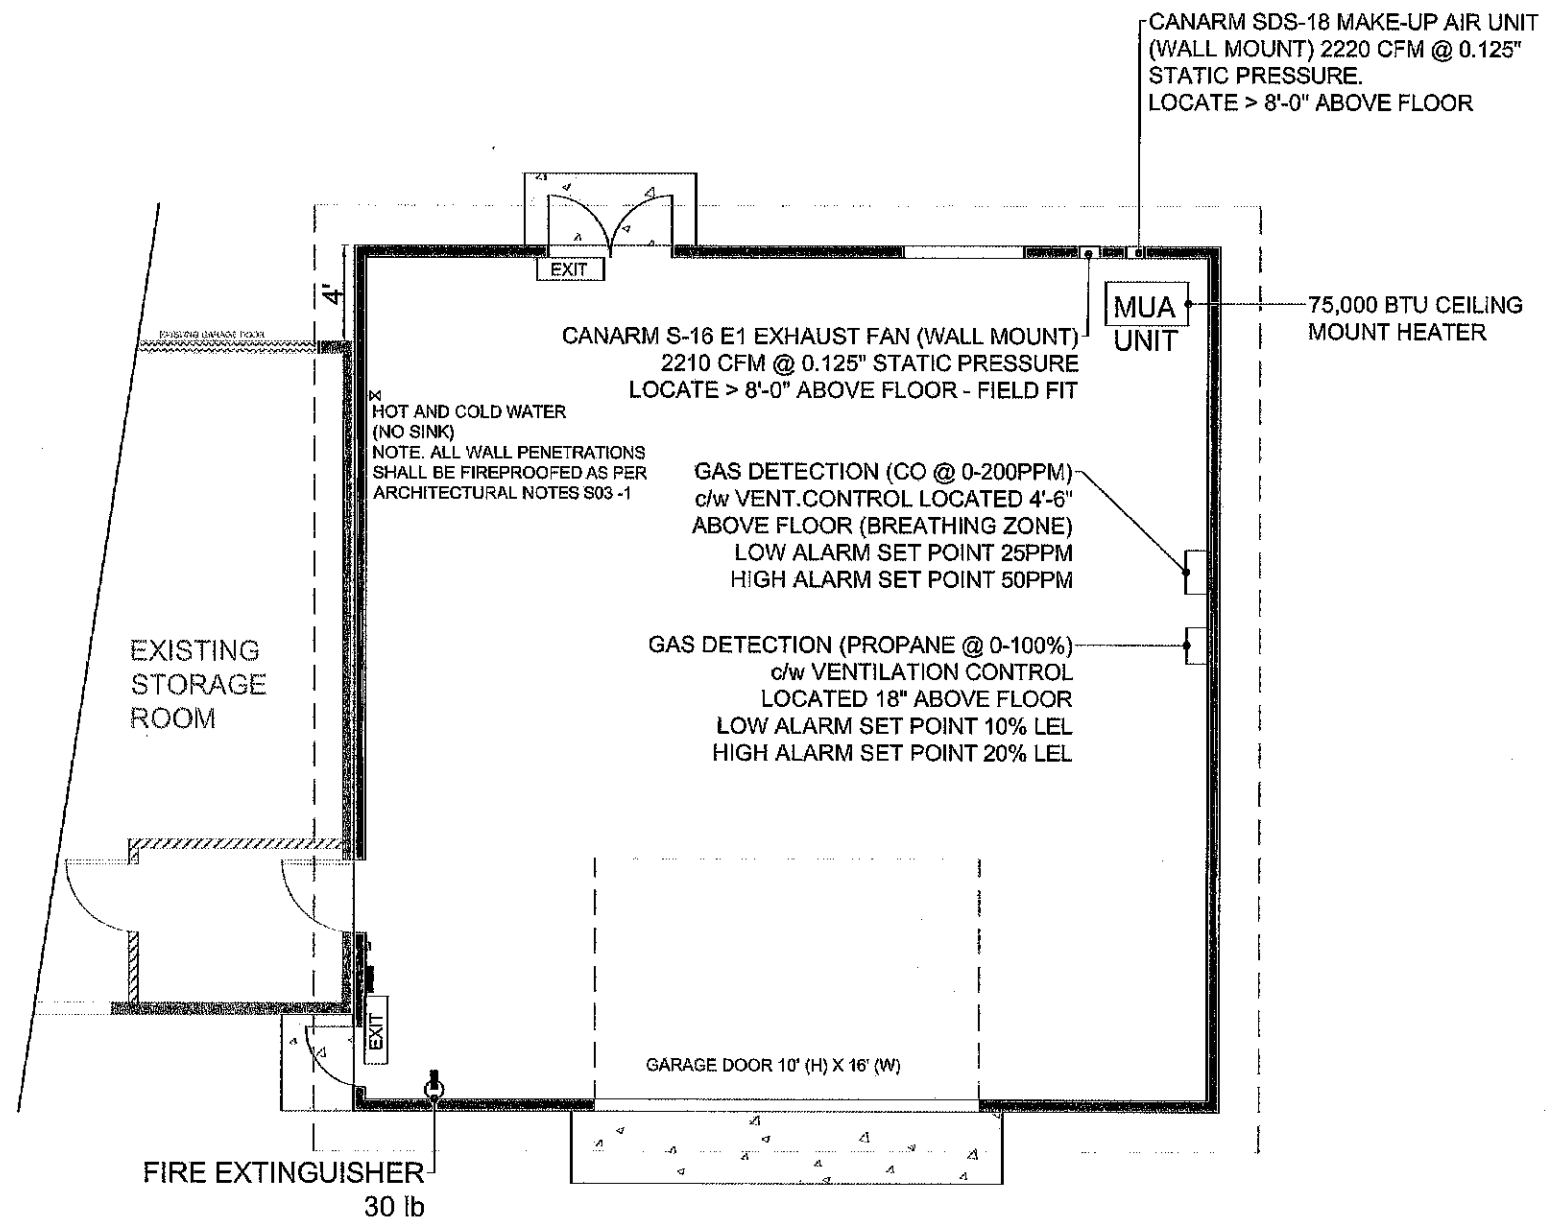 CANARM SDS-18 MAKE-UP AIR UNIT
(WALL MOUNT) 2220 CFM @ 0.125"
STATIC PRESSURE.
LOCATE > 8'-0" ABOVE FLOOR
EXIT
4'
MUA
UNIT
75,000 BTU CEILING
MOUNT HEATER
EXISTING GARAGE DOOR
CANARM S-16 E1 EXHAUST FAN (WALL MOUNT)
2210 CFM @ 0.125" STATIC PRESSURE
LOCATE > 8'-0" ABOVE FLOOR - FIELD FIT
HOT AND COLD WATER
(NO SINK)
NOTE. ALL WALL PENETRATIONS
SHALL BE FIREPROOFED AS PER
ARCHITECTURAL NOTES S03 -1
GAS DETECTION (CO @ 0-200PPM)
c/w VENT.CONTROL LOCATED 4'-6"
ABOVE FLOOR (BREATHING ZONE)
LOW ALARM SET POINT 25PPM
HIGH ALARM SET POINT 50PPM
GAS DETECTION (PROPANE @ 0-100%)
c/w VENTILATION CONTROL
LOCATED 18" ABOVE FLOOR
LOW ALARM SET POINT 10% LEL
HIGH ALARM SET POINT 20% LEL
EXISTING
STORAGE
ROOM
EXIT
GARAGE DOOR 10' (H) X 16' (W)
FIRE EXTINGUISHER
30 lb